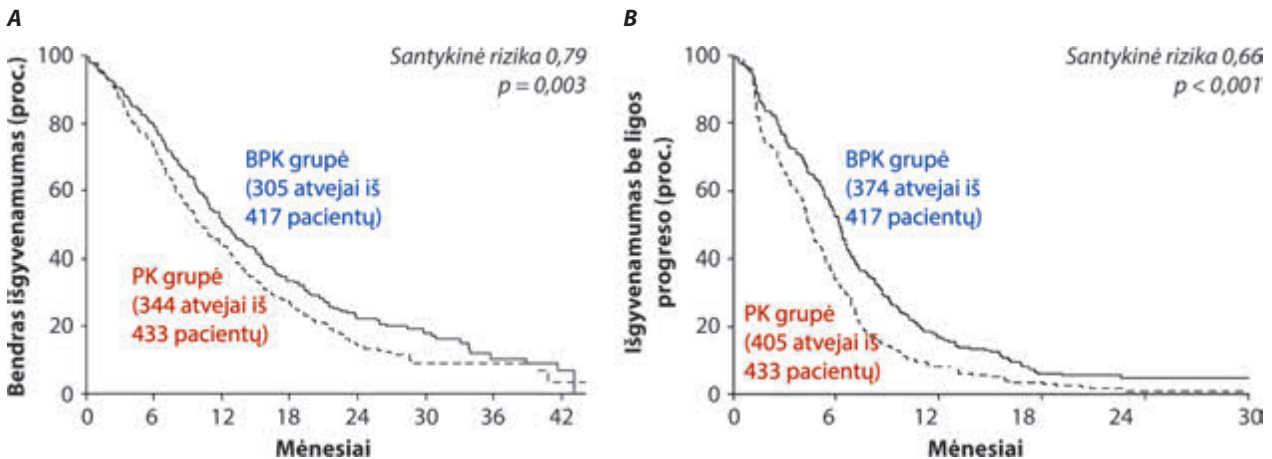 A
Bendras išgyvenamumas (proc.)
100
80
60
40
20
0
Santykinė rizika 0,79
p = 0,003
BPK grupė
(305 atvejai iš
417 pacientų)
PK grupė
(344 atvejai iš
433 pacientų)
0 6 12 18 24 30 36 42
Mėnesiai
B
Išgyvenamumas be ligos
progreso (proc.)
100
80
60
40
20
0
Santykinė rizika 0,66
p < 0,001
BPK grupė
(374 atvejai iš
417 pacientų)
PK grupė
(405 atvejai iš
433 pacientų)
0 6 12 18 24 30
Mėnesiai